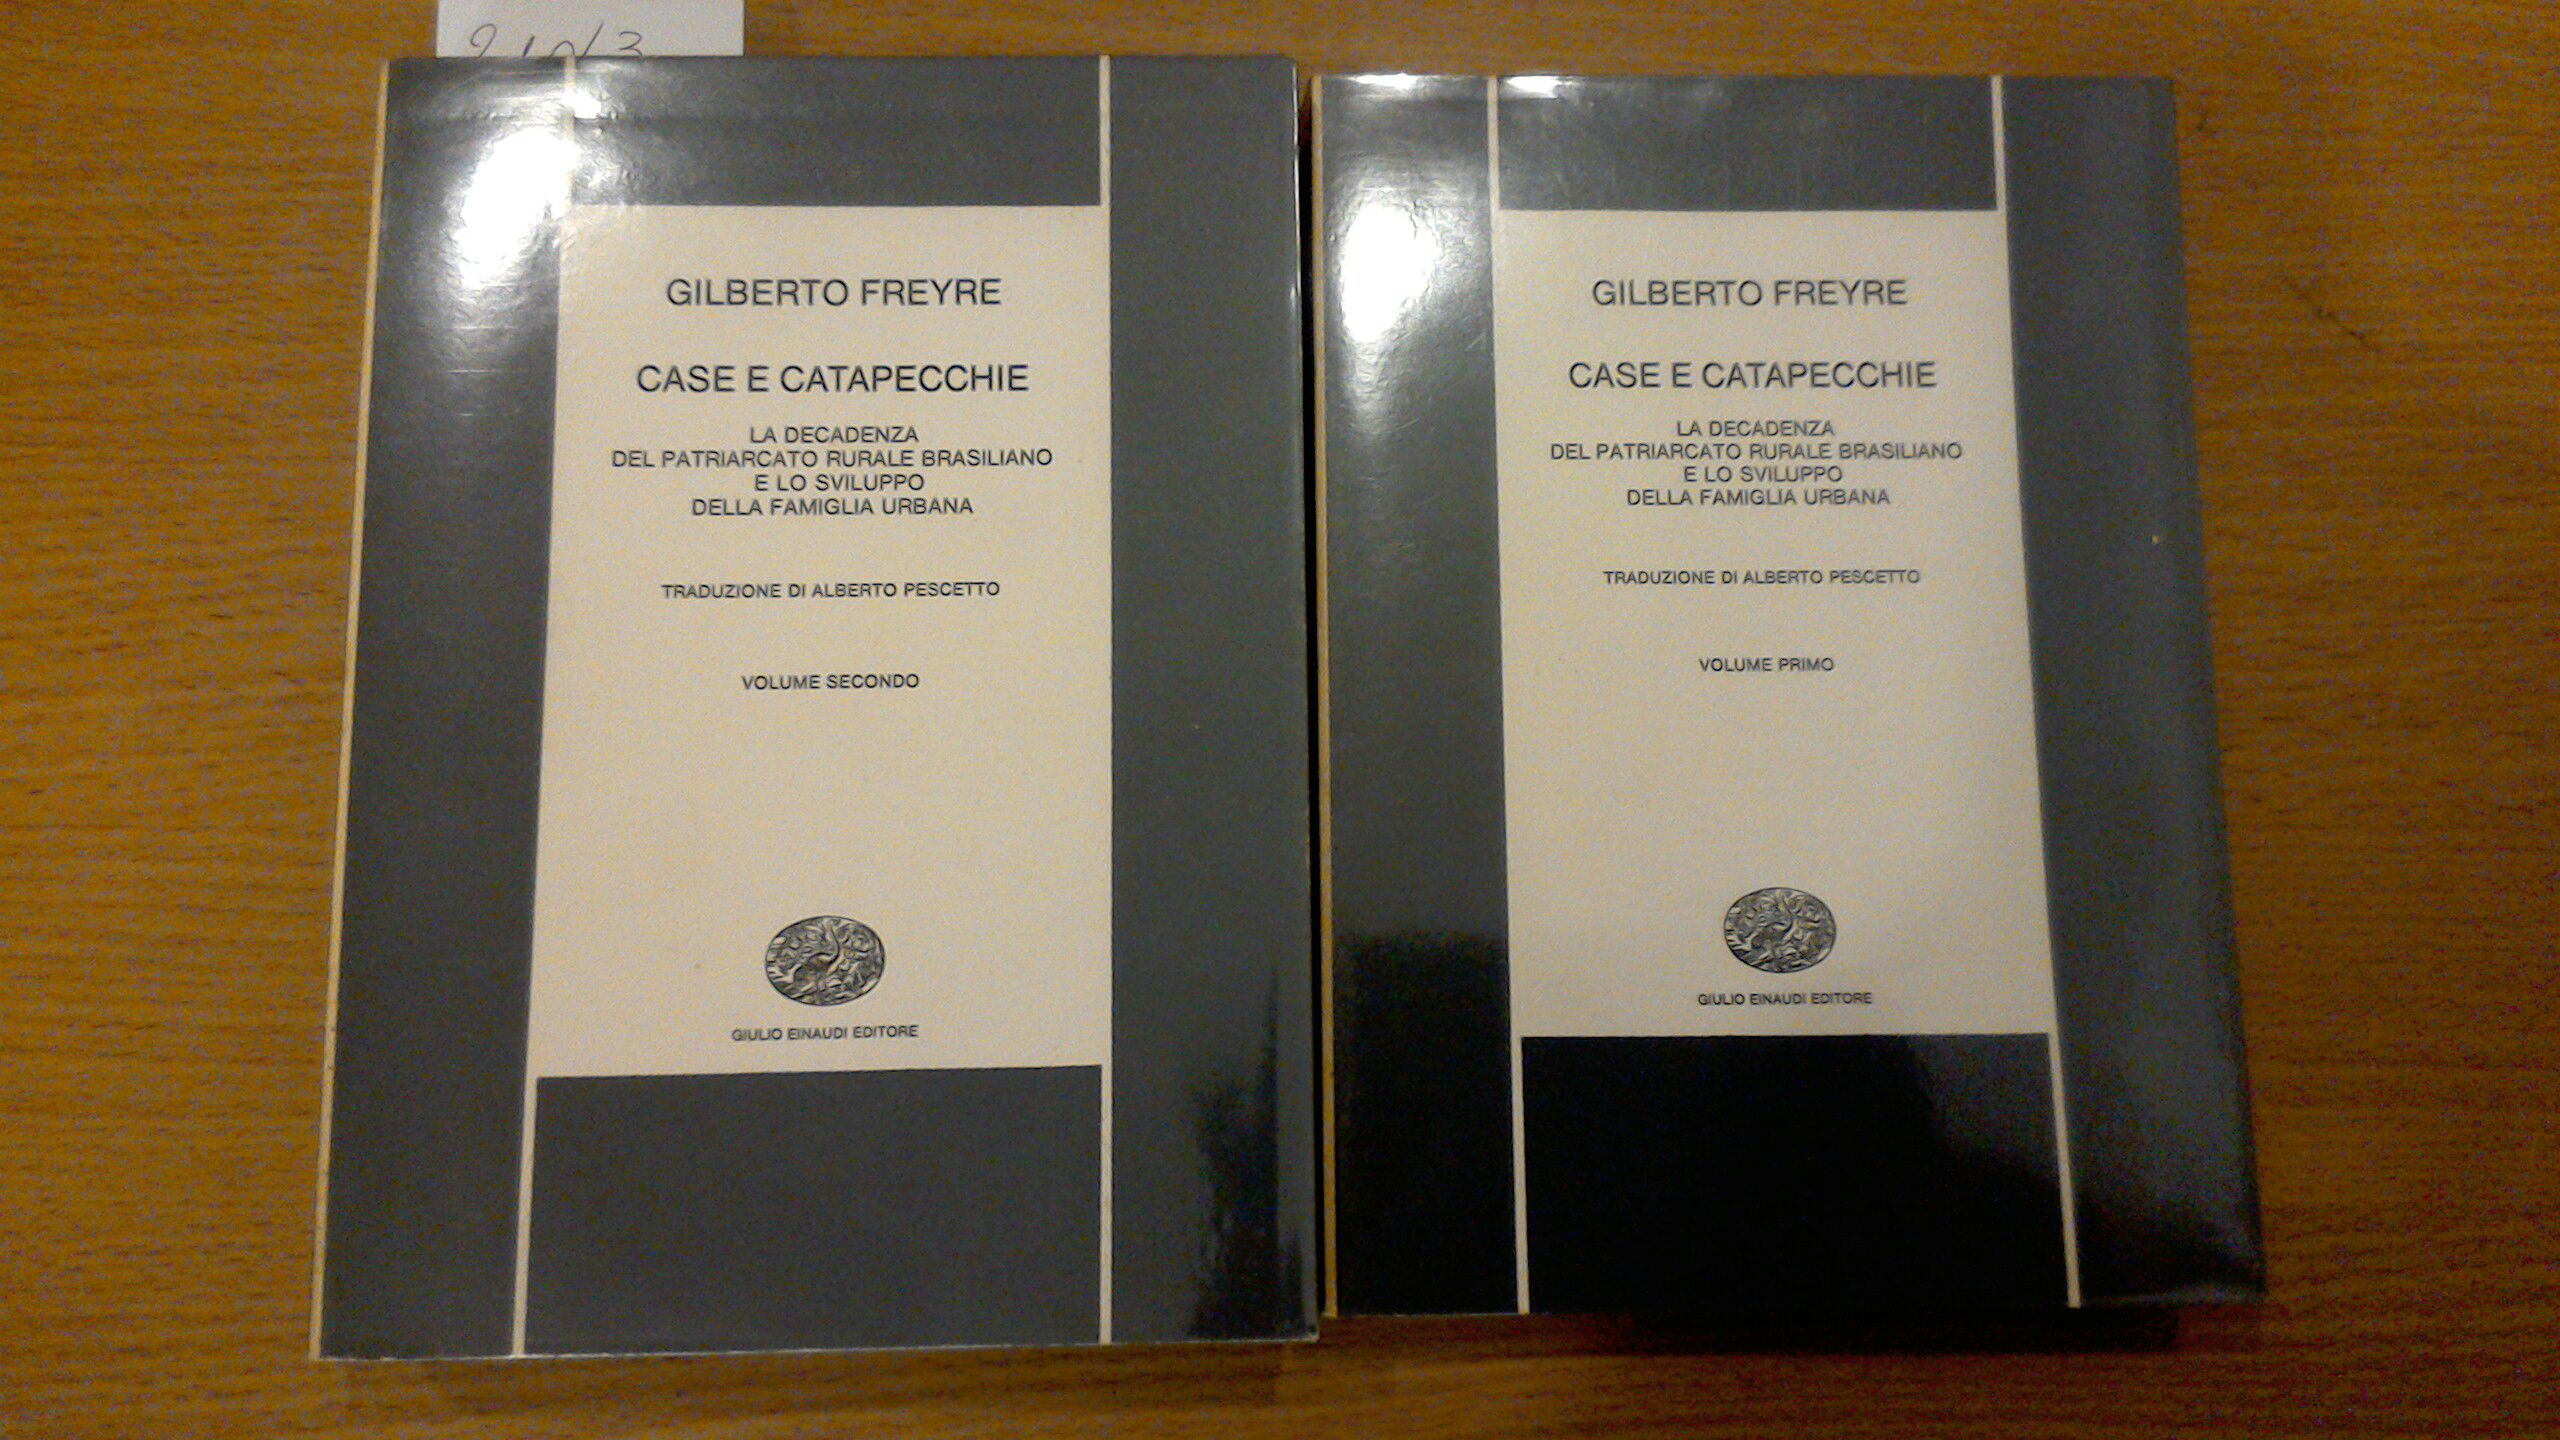 GILBERTO FREYRE
CASE E CATAPECCHIE
LA DECADENZA
DEL PATRIARCATO RURALE BRASILIANO
E LO SVILUPPO
DELLA FAMIGLIA URBANA
TRADUZIONE DI ALBERTO PESCETTO
VOLUME SECONDO
GIULIO EINAUDI EDITORE
GILBERTO FREYRE
CASE E CATAPECCHIE
LA DECADENZA
DEL PATRIARCATO RURALE BRASILIANO
E LO SVILUPPO
DELLA FAMIGLIA URBANA
TRADUZIONE DI ALBERTO PESCETTO
VOLUME PRIMO
GIULIO EINAUDI EDITORE